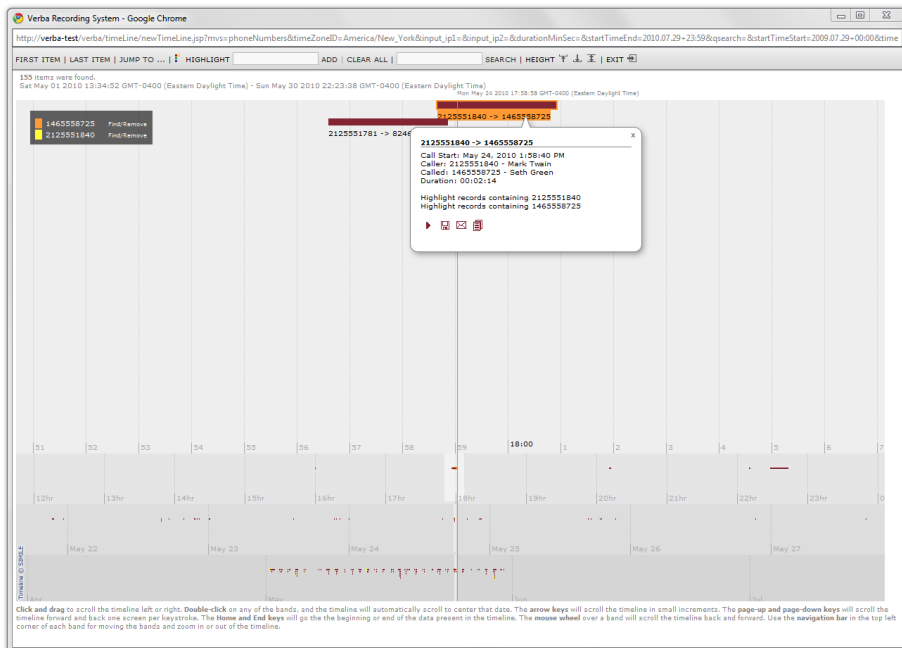 Verba Recording System - Google Chrome
http://verba-test/verba/timeLine/newTimeLine.jsp?mvs=phoneNumbers&timeZoneID=America/New_York&input_ip1=&input_ip2=&durationMinSec=&startTimeEnd=2010.07.29+23:59&qsearch=&startTimeStart=2009.07.29+00:00&time
FIRST ITEM | LAST ITEM | JUMP TO ... | HIGHLIGHT ADD | CLEAR ALL | SEARCH | HEIGHT | EXIT
155 items were found.
Sat May 01 2010 13:34:52 GMT-0400 (Eastern Daylight Time) - Sun May 30 2010 22:23:38 GMT-0400 (Eastern Daylight Time)
Mon May 24 2010 17:58:58 GMT-0400 (Eastern Daylight Time)
1465558725 Find/Remove
2125551840 Find/Remove
2125551840 -> 1465558725
2125551781 -> 8246
x
2125551840 -> 1465558725
Call Start: May 24, 2010 1:58:40 PM
Caller: 2125551840 - Mark Twain
Called: 1465558725 - Seth Green
Duration: 00:02:14
Highlight records containing 2125551840
Highlight records containing 1465558725
51 52 53 54 55 56 57 58 59 18:00 1 2 3 4 5 6 7
12hr 13hr 14hr 15hr 16hr 17hr 18hr 19hr 20hr 21hr 22hr 23hr 0
May 22 May 23 May 24 May 25 May 26 May 27
Timeline © SIMILE
Apr May Jun Jul
Click and drag to scroll the timeline left or right. Double-click on any of the bands, and the timeline will automatically scroll to center that date. The arrow keys will scroll the timeline in small increments. The page-up and page-down keys will scroll the
timeline forward and back one screen per keystroke. The Home and End keys will go the the beginning or end of the data present in the timeline. The mouse wheel over a band will scroll the timeline back and forward. Use the navigation bar in the top left
corner of each band for moving the bands and zoom in or out of the timeline.